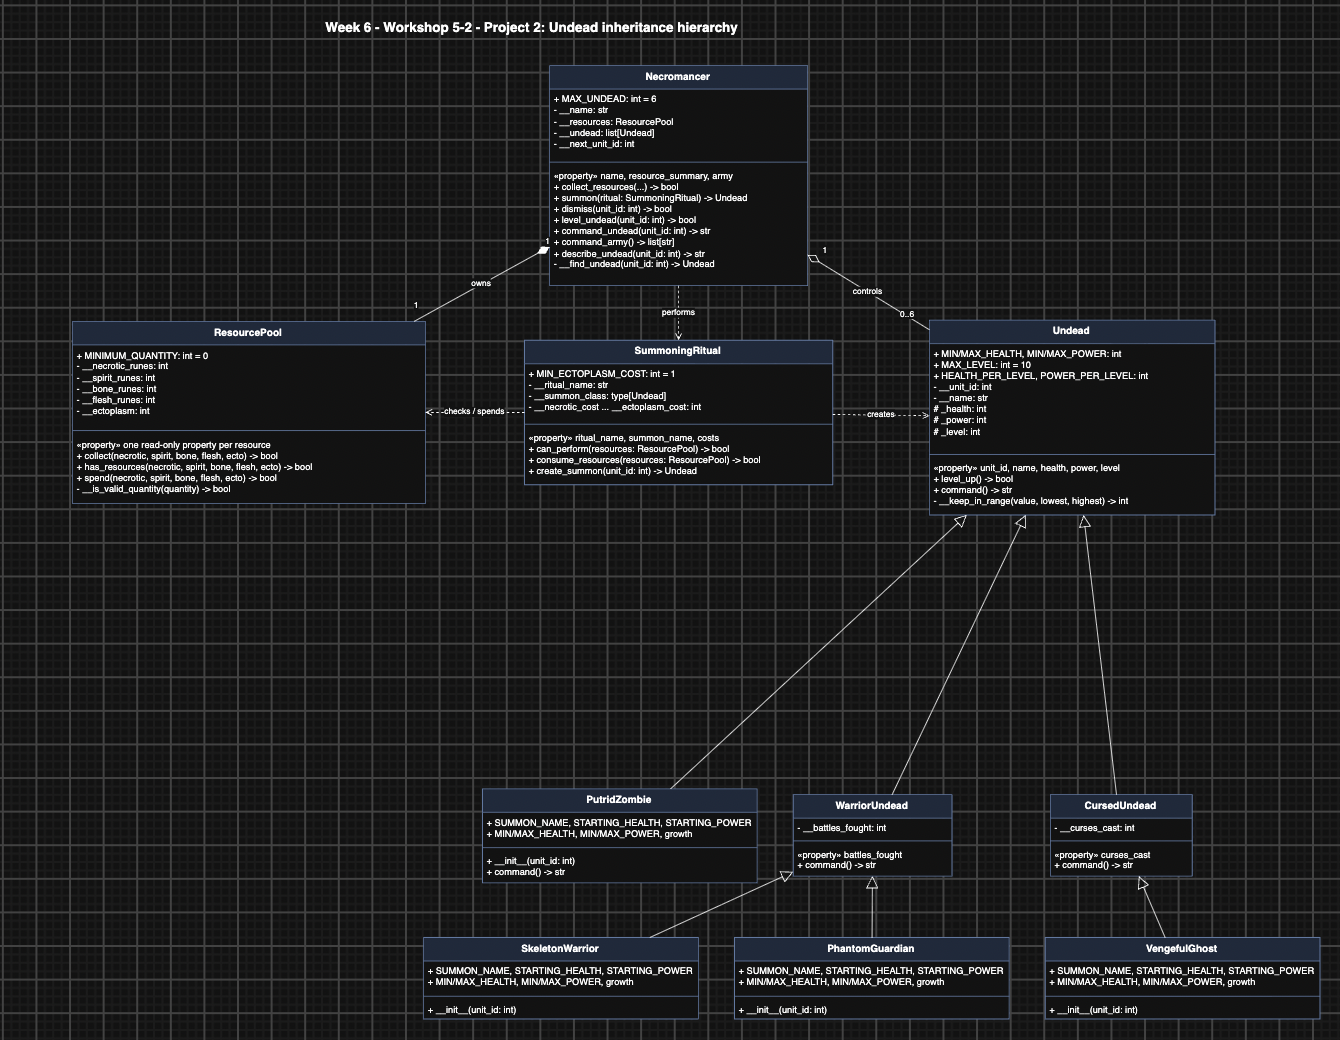 Week 6 - Workshop 5-2 - Project 2: Undead inheritance hierarchy
Necromancer
+ MAX_UNDEAD: int = 6
- __name: str
- __resources: ResourcePool
- __undead: list[Undead]
- __next_unit_id: int
«property» name, resource_summary, army
+ collect_resources(...) -> bool
+ summon(ritual: SummoningRitual) -> Undead
+ dismiss(unit_id: int) -> bool
+ level_undead(unit_id: int) -> bool
+ command_undead(unit_id: int) -> str
+ command_army() -> list[str]
+ describe_undead(unit_id: int) -> str
- __find_undead(unit_id: int) -> Undead
1
owns
1
performs
1
controls
0..6
ResourcePool
+ MINIMUM_QUANTITY: int = 0
- __necrotic_runes: int
- __spirit_runes: int
- __bone_runes: int
- __flesh_runes: int
- __ectoplasm: int
«property» one read-only property per resource
+ collect(necrotic, spirit, bone, flesh, ecto) -> bool
+ has_resources(necrotic, spirit, bone, flesh, ecto) -> bool
+ spend(necrotic, spirit, bone, flesh, ecto) -> bool
- __is_valid_quantity(quantity) -> bool
checks / spends
SummoningRitual
+ MIN_ECTOPLASM_COST: int = 1
- __ritual_name: str
- __summon_class: type[Undead]
- __necrotic_cost ... __ectoplasm_cost: int
«property» ritual_name, summon_name, costs
+ can_perform(resources: ResourcePool) -> bool
+ consume_resources(resources: ResourcePool) -> bool
+ create_summon(unit_id: int) -> Undead
creates
Undead
+ MIN/MAX_HEALTH, MIN/MAX_POWER: int
+ MAX_LEVEL: int = 10
+ HEALTH_PER_LEVEL, POWER_PER_LEVEL: int
- __unit_id: int
- __name: str
# _health: int
# _power: int
# _level: int
«property» unit_id, name, health, power, level
+ level_up() -> bool
+ command() -> str
- __keep_in_range(value, lowest, highest) -> int
PutridZombie
+ SUMMON_NAME, STARTING_HEALTH, STARTING_POWER
+ MIN/MAX_HEALTH, MIN/MAX_POWER, growth
+ __init__(unit_id: int)
+ command() -> str
WarriorUndead
- __battles_fought: int
«property» battles_fought
+ command() -> str
CursedUndead
- __curses_cast: int
«property» curses_cast
+ command() -> str
SkeletonWarrior
+ SUMMON_NAME, STARTING_HEALTH, STARTING_POWER
+ MIN/MAX_HEALTH, MIN/MAX_POWER, growth
+ __init__(unit_id: int)
PhantomGuardian
+ SUMMON_NAME, STARTING_HEALTH, STARTING_POWER
+ MIN/MAX_HEALTH, MIN/MAX_POWER, growth
+ __init__(unit_id: int)
VengefulGhost
+ SUMMON_NAME, STARTING_HEALTH, STARTING_POWER
+ MIN/MAX_HEALTH, MIN/MAX_POWER, growth
+ __init__(unit_id: int)